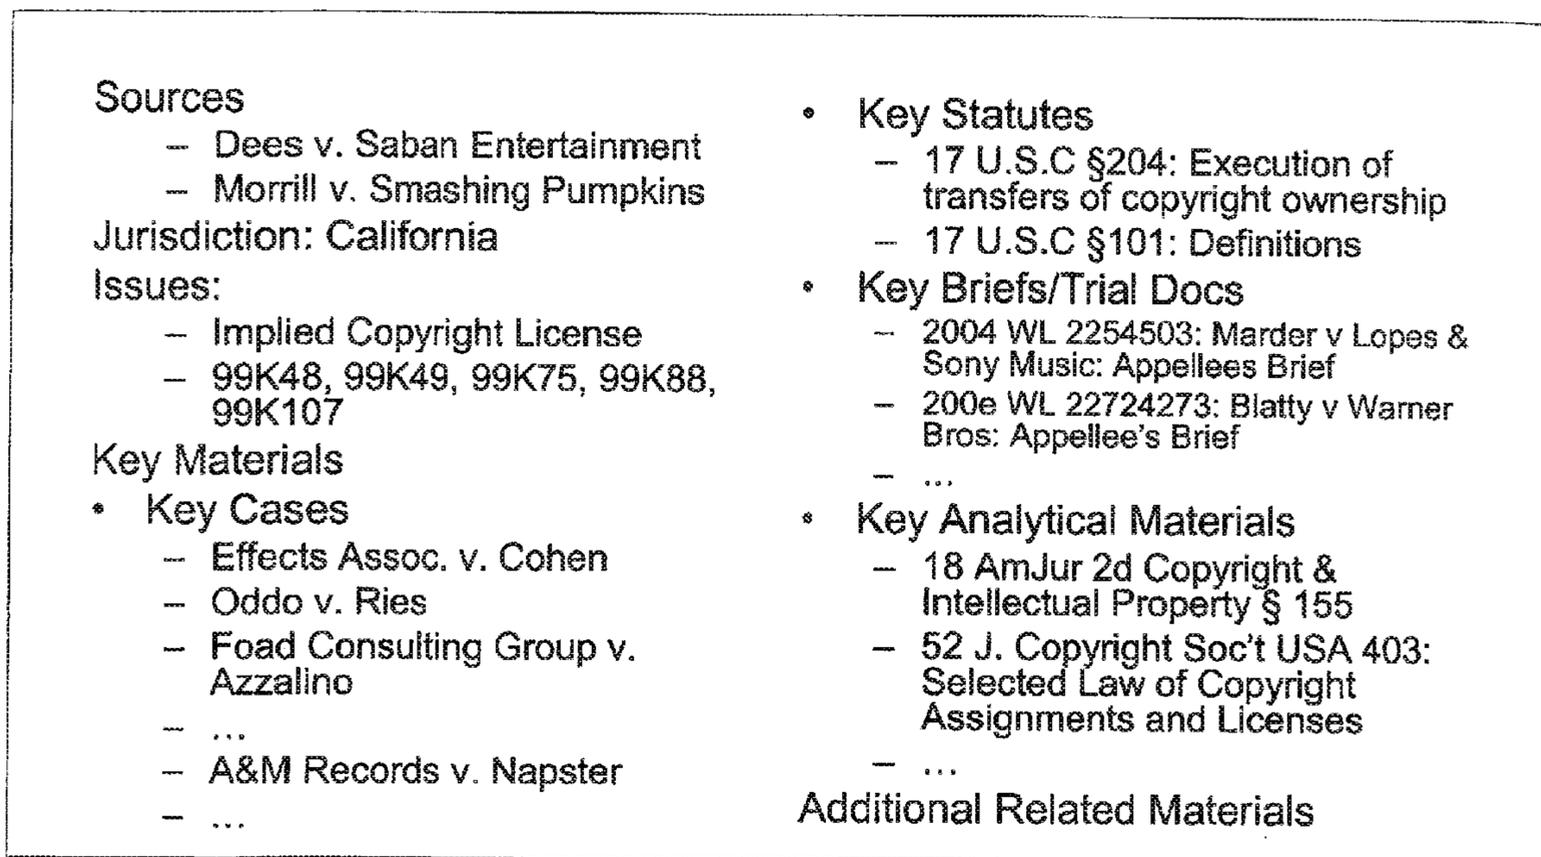 Sources
– Dees v. Saban Entertainment
– Morrill v. Smashing Pumpkins
Jurisdiction: California
Issues:
– Implied Copyright License
– 99K48, 99K49, 99K75, 99K88,
99K107
Key Materials
• Key Cases
– Effects Assoc. v. Cohen
– Oddo v. Ries
– Foad Consulting Group v.
Azzalino
– ...
– A&M Records v. Napster
– ...
• Key Statutes
– 17 U.S.C §204: Execution of
transfers of copyright ownership
– 17 U.S.C §101: Definitions
• Key Briefs/Trial Docs
– 2004 WL 2254503: Marder v Lopes &
Sony Music: Appellees Brief
– 200e WL 22724273: Blatty v Warner
Bros: Appellee's Brief
– ...
• Key Analytical Materials
– 18 AmJur 2d Copyright &
Intellectual Property § 155
– 52 J. Copyright Soc't USA 403:
Selected Law of Copyright
Assignments and Licenses
– ...
Additional Related Materials